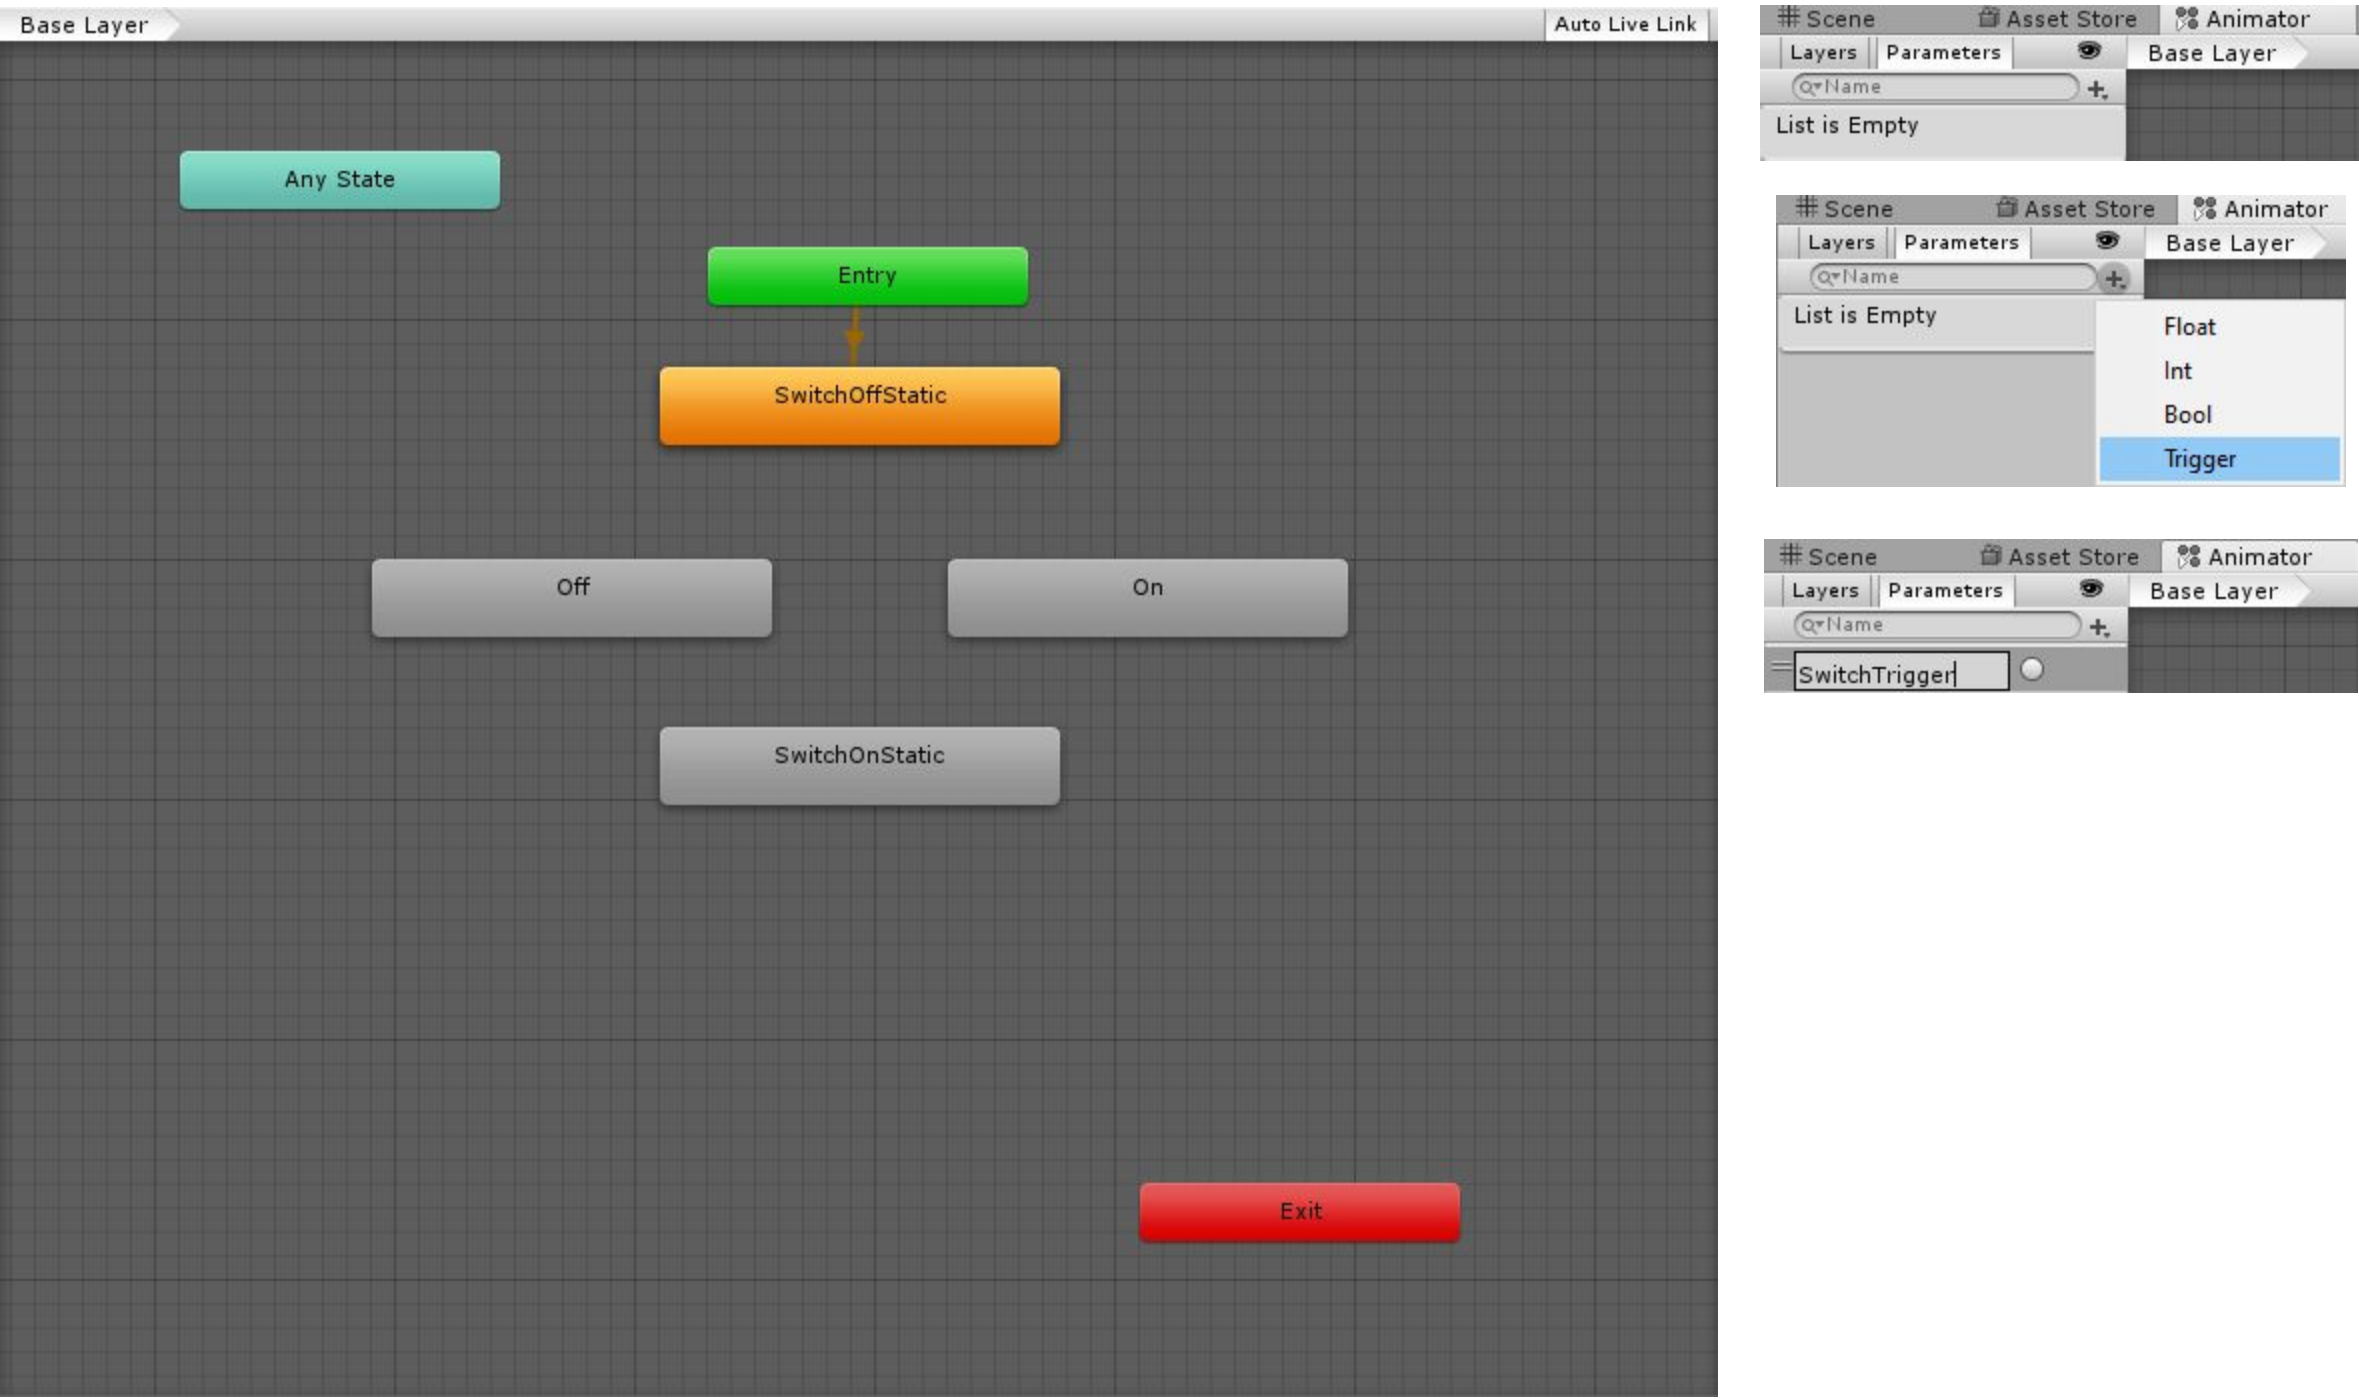 Base Layer
Auto Live Link
Any State
Entry
SwitchOffStatic
Off
On
SwitchOnStatic
Exit
Scene Asset Store Animator
Layers Parameters Base Layer
Name
List is Empty
Scene Asset Store Animator
Layers Parameters Base Layer
Name
List is Empty
Float
Int
Bool
Trigger
Scene Asset Store Animator
Layers Parameters Base Layer
Name
SwitchTrigger